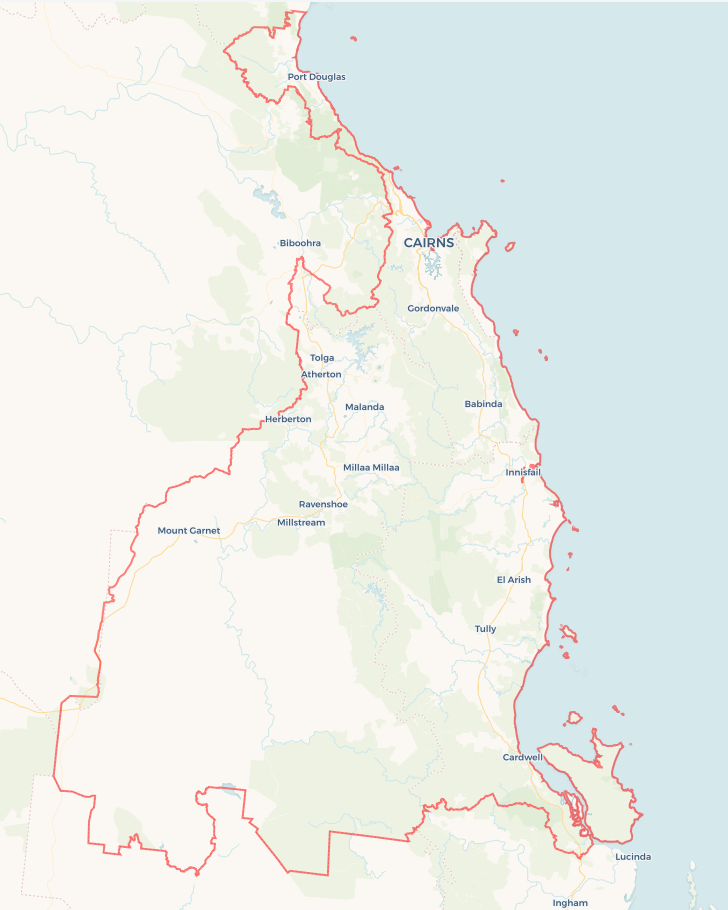 Port Douglas
Biboohra
CAIRNS
Gordonvale
Tolga
Atherton
Malanda
Babinda
Herberton
Millaa Millaa
Innisfail
Ravenshoe
Millstream
Mount Garnet
El Arish
Tully
Cardwell
Lucinda
Ingham